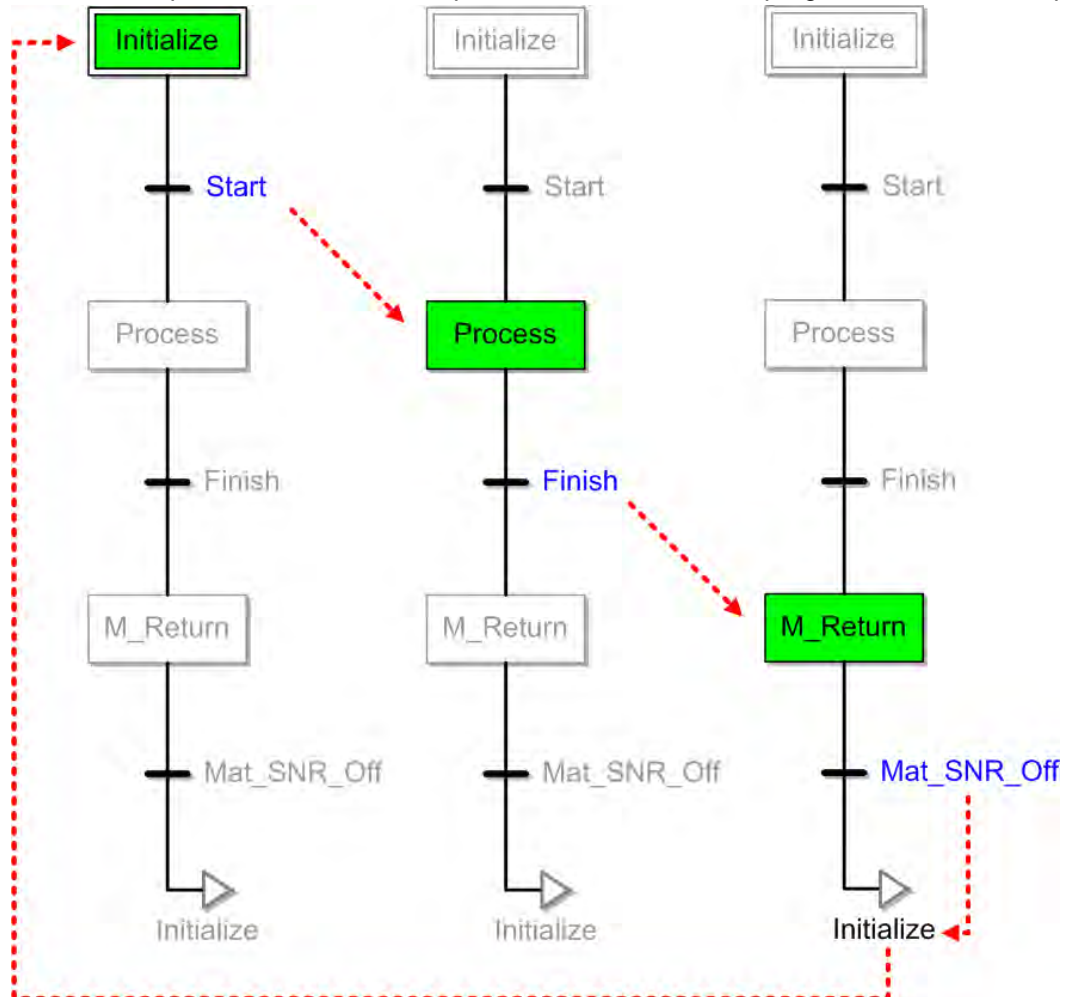 Initialize
Initialize
Initialize
Start
Start
Start
Process
Process
Process
Finish
Finish
Finish
M_Return
M_Return
M_Return
Mat_SNR_Off
Mat_SNR_Off
Mat_SNR_Off
Initialize
Initialize
Initialize